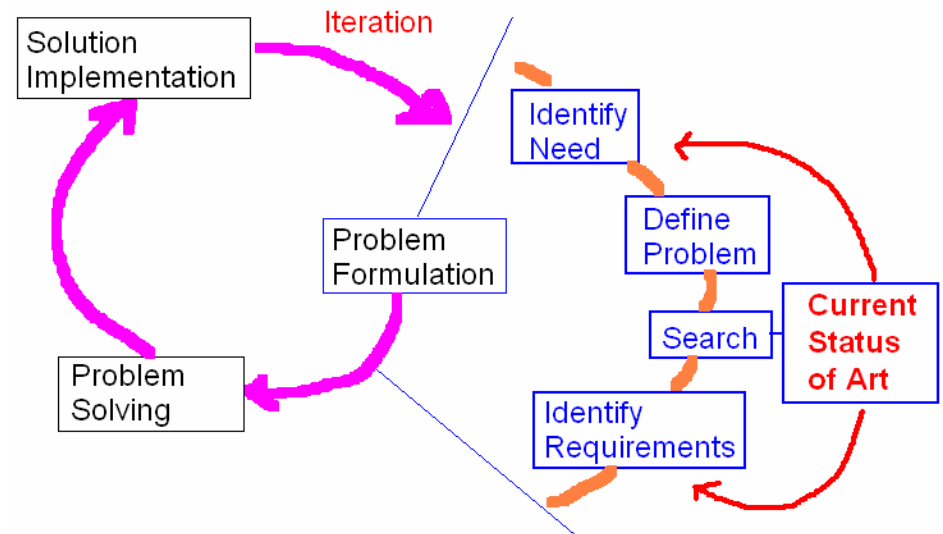 Iteration
Solution
Implementation
Problem
Formulation
Problem
Solving
Identify
Need
Define
Problem
Search
Identify
Requirements
Current
Status
of Art